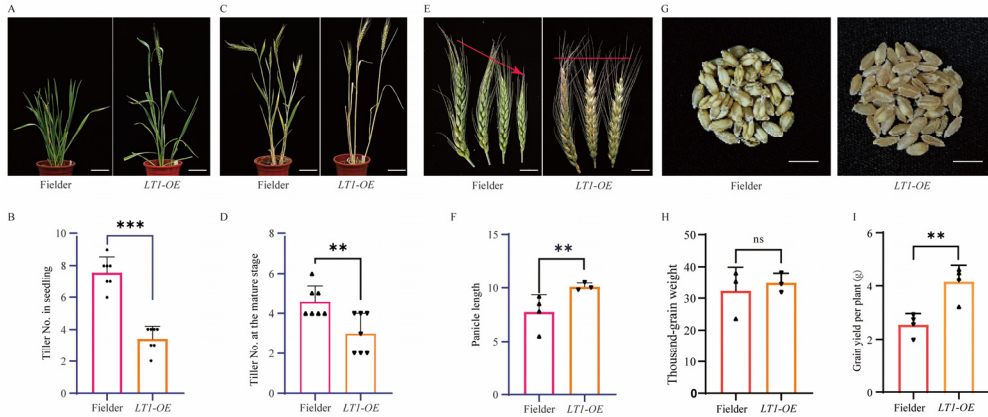 A
C
E
G
Fielder
LT1-OE
Fielder
LT1-OE
Fielder
LT1-OE
Fielder
LT1-OE
B
Tiller No. in seedling
10
8
6
4
2
0
***
Fielder
LT1-OE
D
Tiller No. at the mature stage
8
6
4
2
0
**
Fielder
LT1-OE
F
Panicle length
15
10
5
0
**
Fielder
LT1-OE
H
Thousand-grain weight
50
40
30
20
10
0
ns
Fielder
LT1-OE
I
Grain yield per plant (g)
6
4
2
0
**
Fielder
LT1-OE